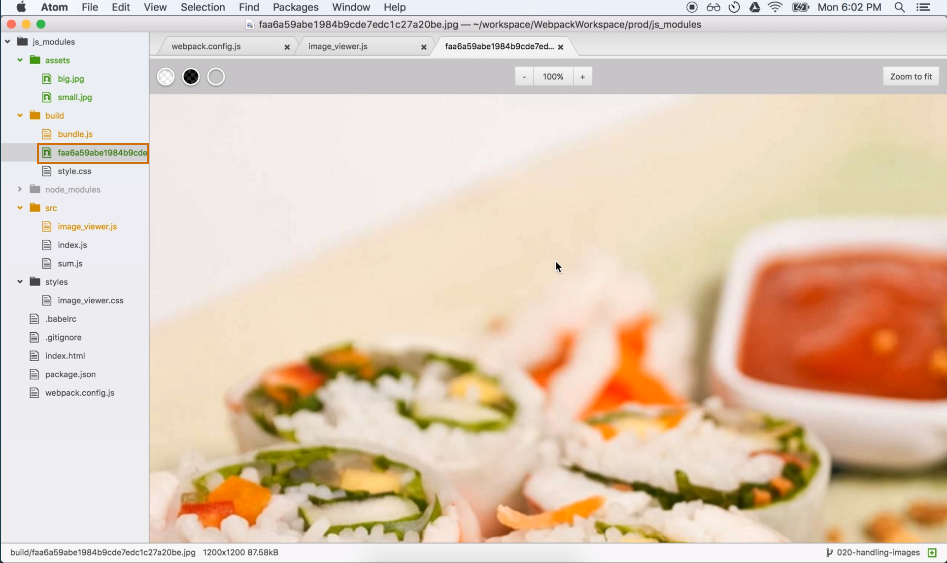 Atom File Edit View Selection Find Packages Window Help Mon 6:02 PM
faa6a59abe1984b9cde7edc1c27a20be.jpg — ~/workspace/WebpackWorkspace/prod/js_modules
js_modules
assets
big.jpg
small.jpg
build
bundle.js
faa6a59abe1984b9cde
style.css
node_modules
src
image_viewer.js
index.js
sum.js
styles
image_viewer.css
.babelrc
.gitignore
index.html
package.json
webpack.config.js
webpack.config.js image_viewer.js faa6a59abe1984b9cde7ed...
- 100% + Zoom to fit
build/faa6a59abe1984b9cde7edc1c27a20be.jpg 1200x1200 87.58kB 020-handling-images